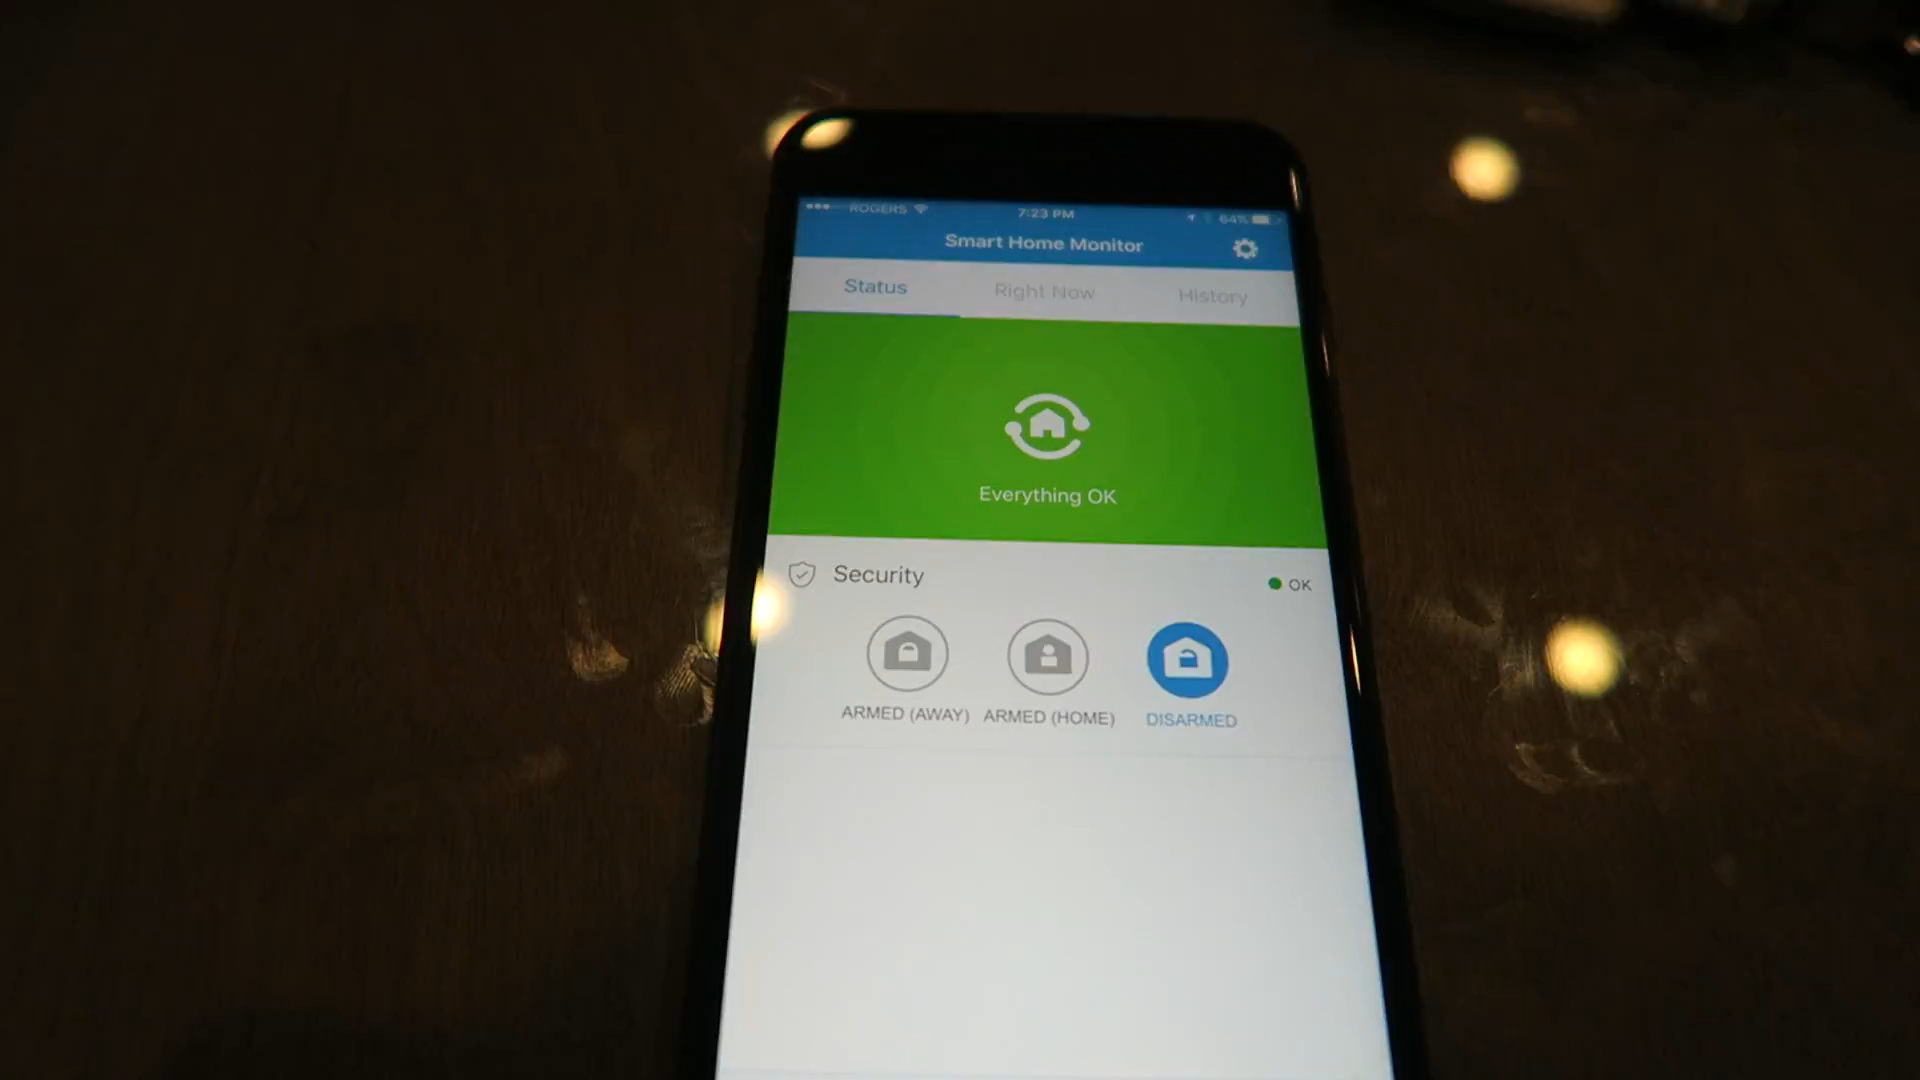 ROGERS 7:23 PM 64%
Smart Home Monitor
Status Right Now History
Everything OK
Security OK
ARMED (AWAY) ARMED (HOME) DISARMED